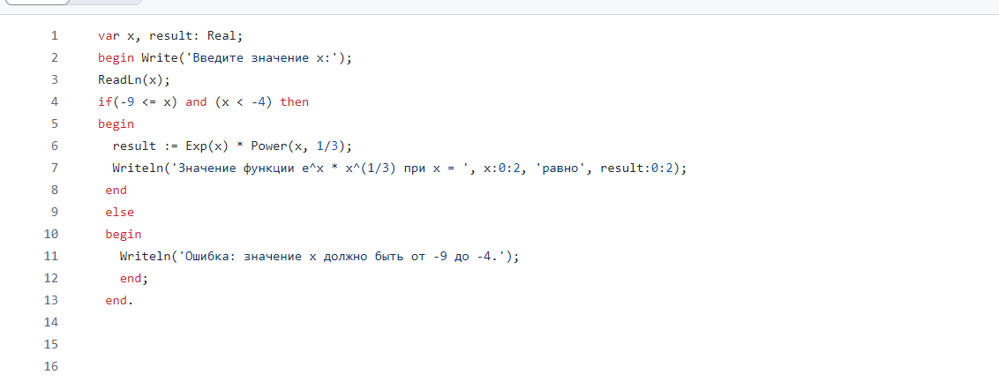 1 var x, result: Real;
2 begin Write('Введите значение x:');
3 ReadLn(x);
4 if(-9 <= x) and (x < -4) then
5 begin
6 result := Exp(x) * Power(x, 1/3);
7 Writeln('Значение функции e^x * x^(1/3) при x = ', x:0:2, 'равно', result:0:2);
8 end
9 else
10 begin
11 Writeln('Ошибка: значение x должно быть от -9 до -4.');
12 end;
13 end.
14
15
16